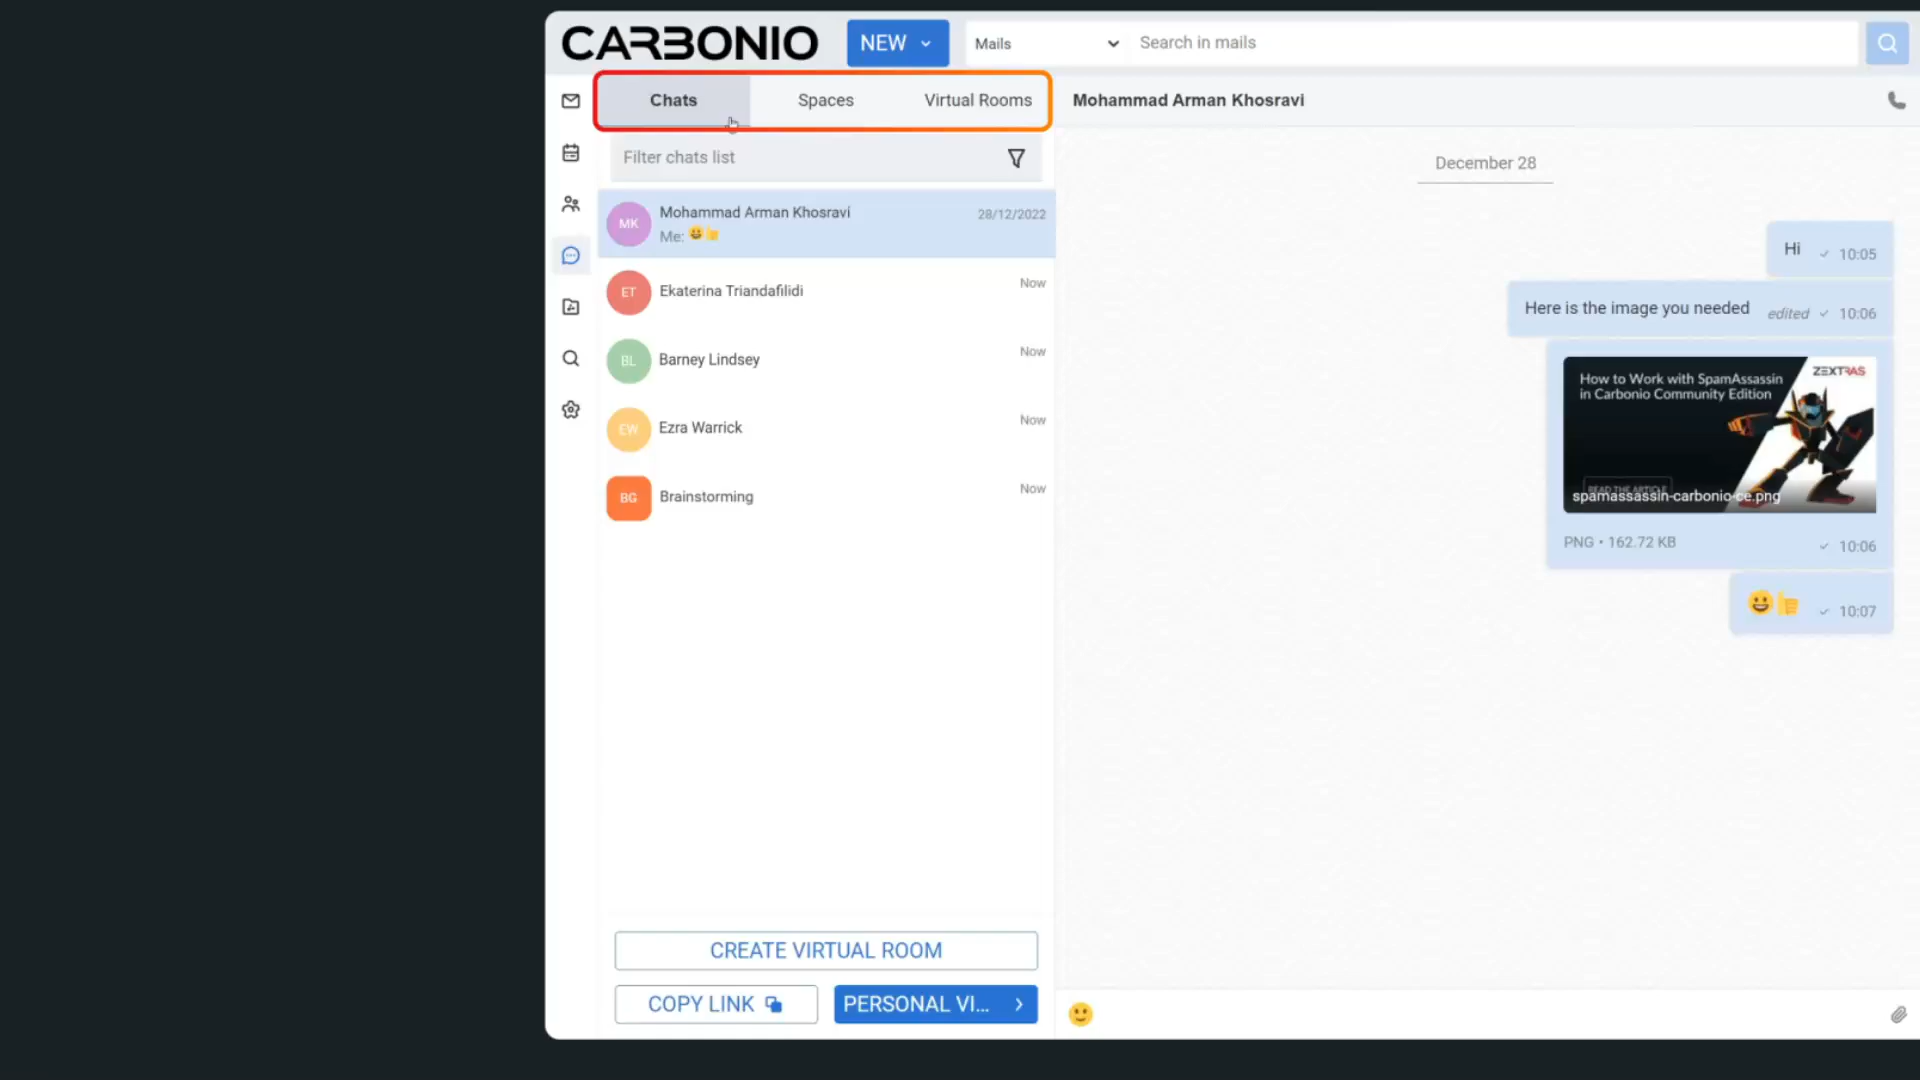 CARBONIO
NEW
Mails
Search in mails
Chats
Spaces
Virtual Rooms
Mohammad Arman Khosravi
Filter chats list
December 28
MK
Mohammad Arman Khosravi
28/12/2022
Me: 😀👍
Hi
10:05
ET
Ekaterina Triandafilidi
Now
Here is the image you needed
edited
10:06
BL
Barney Lindsey
Now
How to Work with SpamAssassin
in Carbonio Community Edition
ZEXTRAS
EW
Ezra Warrick
Now
READ THE ARTICLE
spamassassin-carbonio-ce.png
BG
Brainstorming
Now
PNG • 162.72 KB
10:06
😀👍
10:07
CREATE VIRTUAL ROOM
COPY LINK
PERSONAL VI...